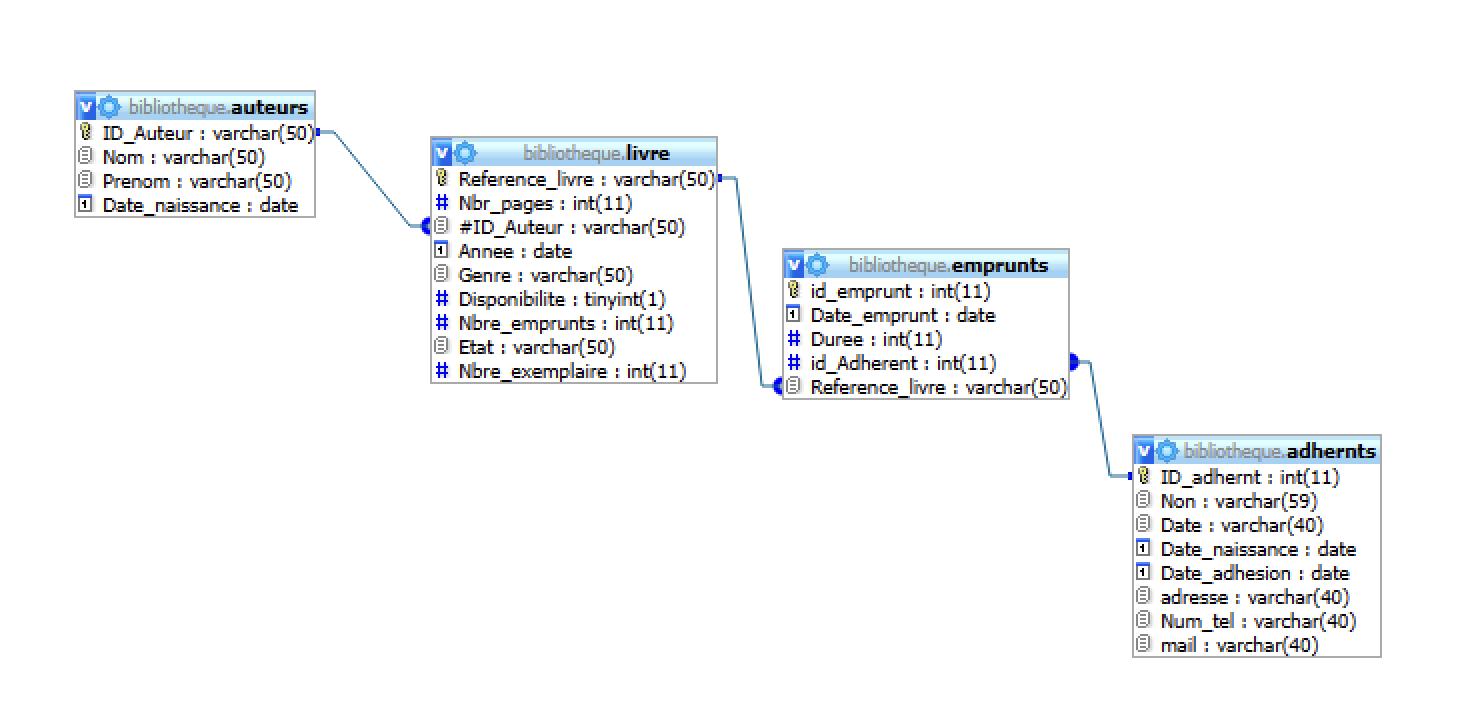 bibliotheque.auteurs
ID_Auteur : varchar(50)
Nom : varchar(50)
Prenom : varchar(50)
Date_naissance : date
bibliotheque.livre
Reference_livre : varchar(50)
# Nbr_pages : int(11)
#ID_Auteur : varchar(50)
Annee : date
Genre : varchar(50)
# Disponibilite : tinyint(1)
# Nbre_emprunts : int(11)
Etat : varchar(50)
# Nbre_exemplaire : int(11)
bibliotheque.emprunts
id_emprunt : int(11)
Date_emprunt : date
# Duree : int(11)
# id_Adherent : int(11)
Reference_livre : varchar(50)
bibliotheque.adhernts
ID_adhernt : int(11)
Non : varchar(59)
Date : varchar(40)
Date_naissance : date
Date_adhesion : date
adresse : varchar(40)
Num_tel : varchar(40)
mail : varchar(40)